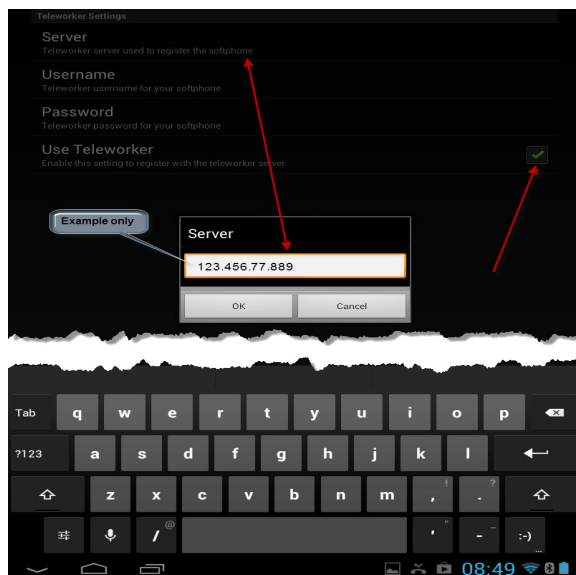 Teleworker Settings
Server
Teleworker server used to register the softphone
Username
Teleworker username for your softphone
Password
Teleworker password for your softphone
Use Teleworker
Enable this setting to register with the teleworker server.
Example only
Server
123.456.77.889
OK Cancel
Tab q w e r t y u i o p
?123 a s d f g h j k l
z x c v b n m , ! . ?
/ @ ' " - _ :-) ...
08:49